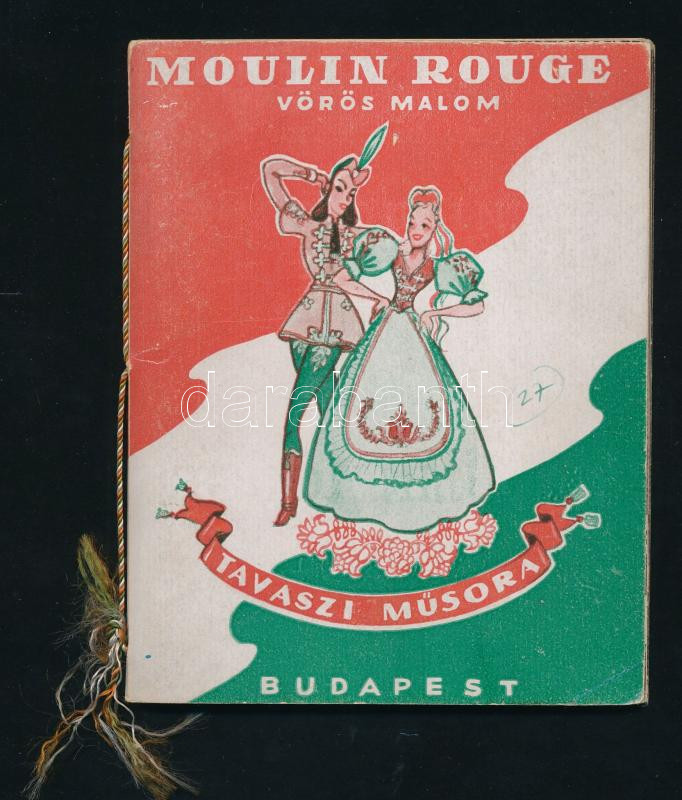 MOULIN ROUGE
VÖRÖS MALOM
darabanth
27
TAVASZI MŰSORA
BUDAPEST